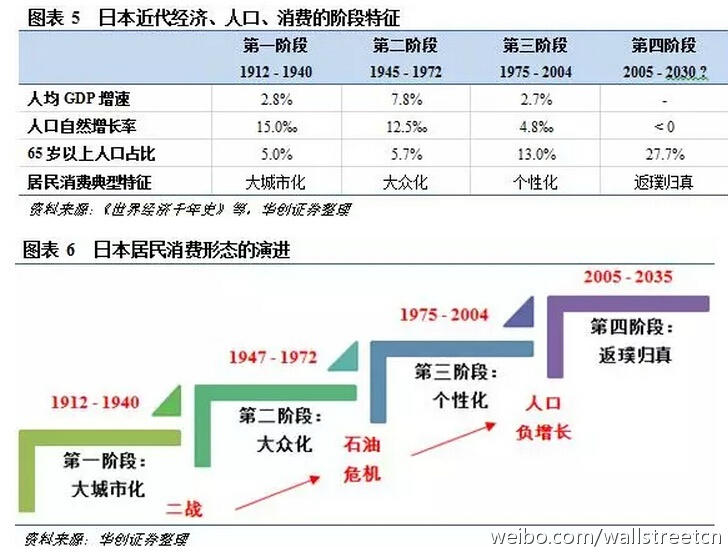 图表 5 日本近代经济、人口、消费的阶段特征
第一阶段 第二阶段 第三阶段 第四阶段
1912 - 1940 1945 - 1972 1975 - 2004 2005 - 2030？
人均 GDP 增速 2.8% 7.8% 2.7% -
人口自然增长率 15.0‰ 12.5‰ 4.8‰ < 0
65 岁以上人口占比 5.0% 5.7% 13.0% 27.7%
居民消费典型特征 大城市化 大众化 个性化 返璞归真
资料来源：《世界经济千年史》等，华创证券整理
图表 6 日本居民消费形态的演进
2005 - 2035
1975 - 2004
第四阶段：
返璞归真
1947 - 1972
第三阶段：
个性化
1912 - 1940
人口
负增长
第二阶段：
大众化
石油
危机
第一阶段：
大城市化
二战
资料来源：华创证券整理
weibo.com/wallstreetcn